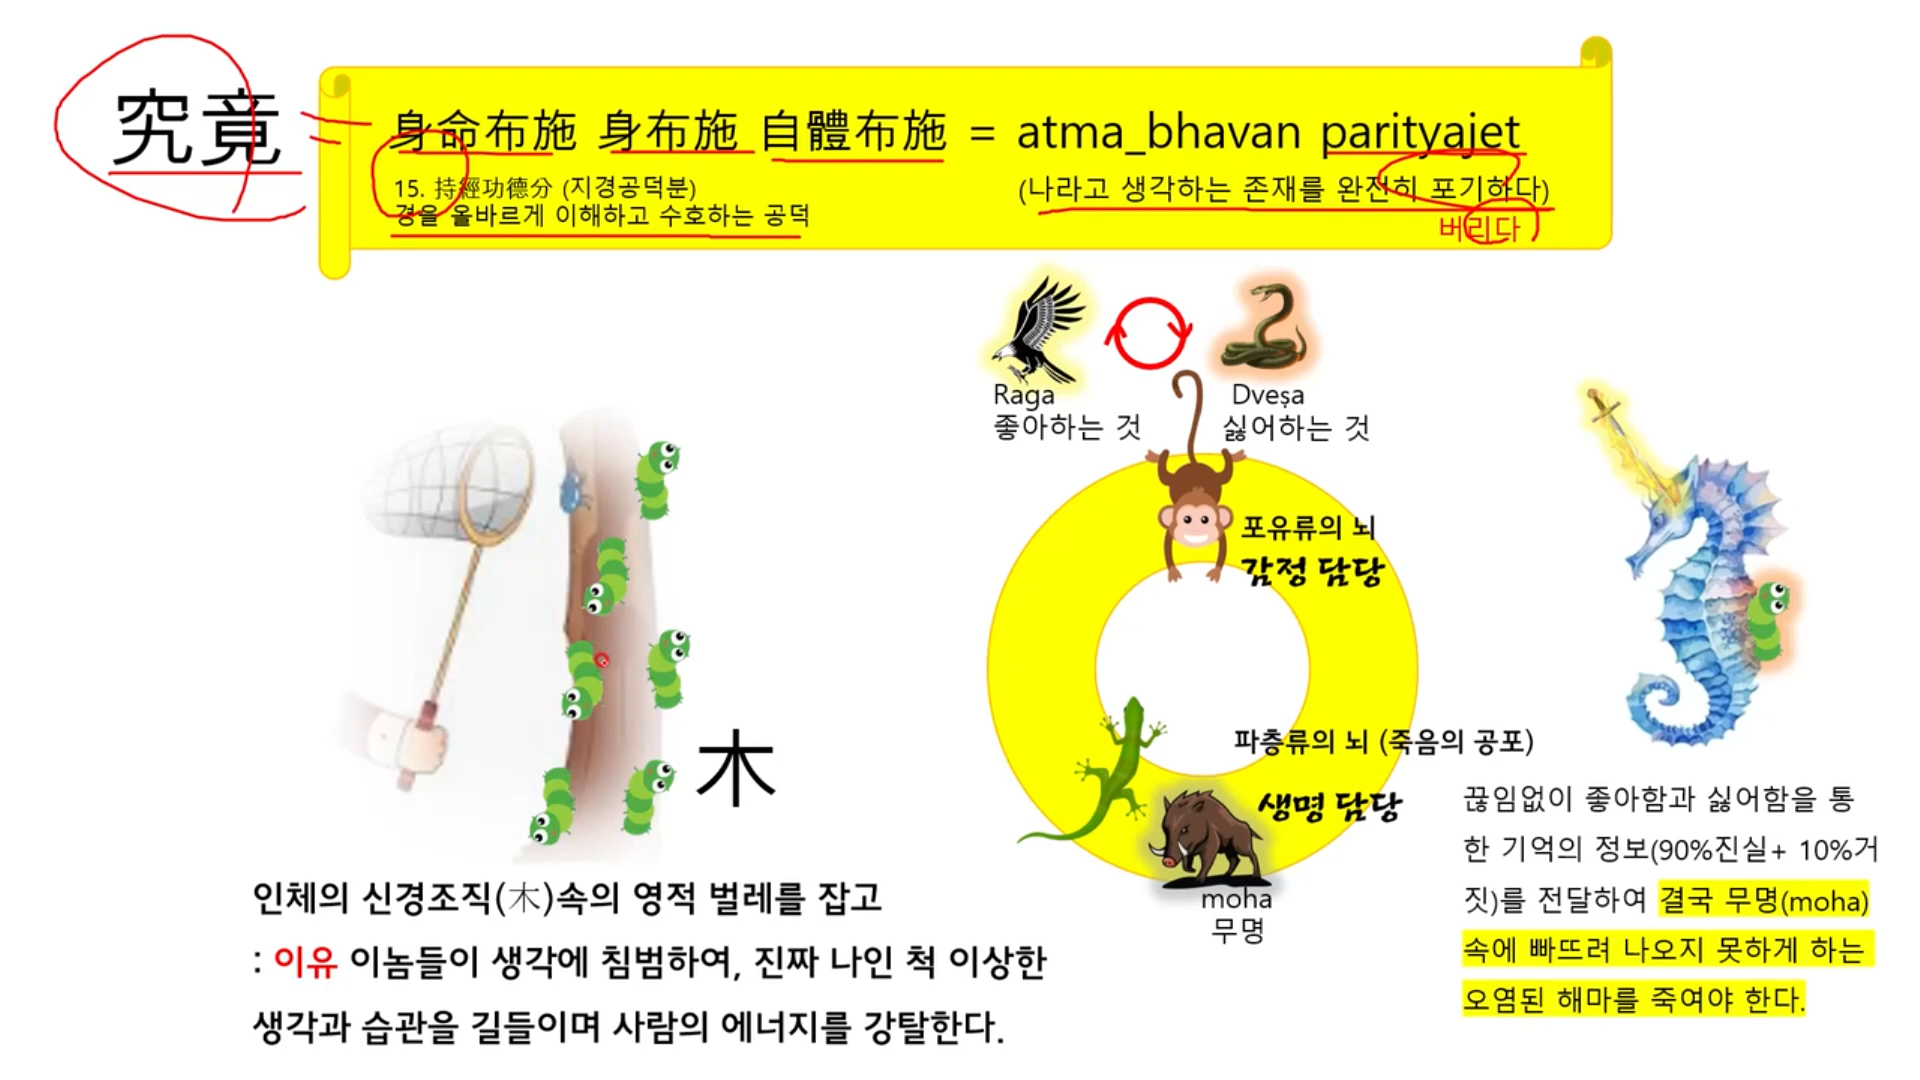 究竟
身命布施 身布施 自體布施 = atma_bhavan parityajet
15. 持經功德分 (지경공덕분)
경을 올바르게 이해하고 수호하는 공덕
(나라고 생각하는 존재를 완전히 포기하다)
버리다
Raga
좋아하는 것
Dveṣa
싫어하는 것
포유류의 뇌
감정 담당
파층류의 뇌 (죽음의 공포)
생명 담당
moha
무명
木
인체의 신경조직(木)속의 영적 벌레를 잡고
: 이유 이놈들이 생각에 침범하여, 진짜 나인 척 이상한
생각과 습관을 길들이며 사람의 에너지를 강탈한다.
끊임없이 좋아함과 싫어함을 통
한 기억의 정보(90%진실+ 10%거
짓)를 전달하여 결국 무명(moha)
속에 빠뜨려 나오지 못하게 하는
오염된 해마를 죽여야 한다.